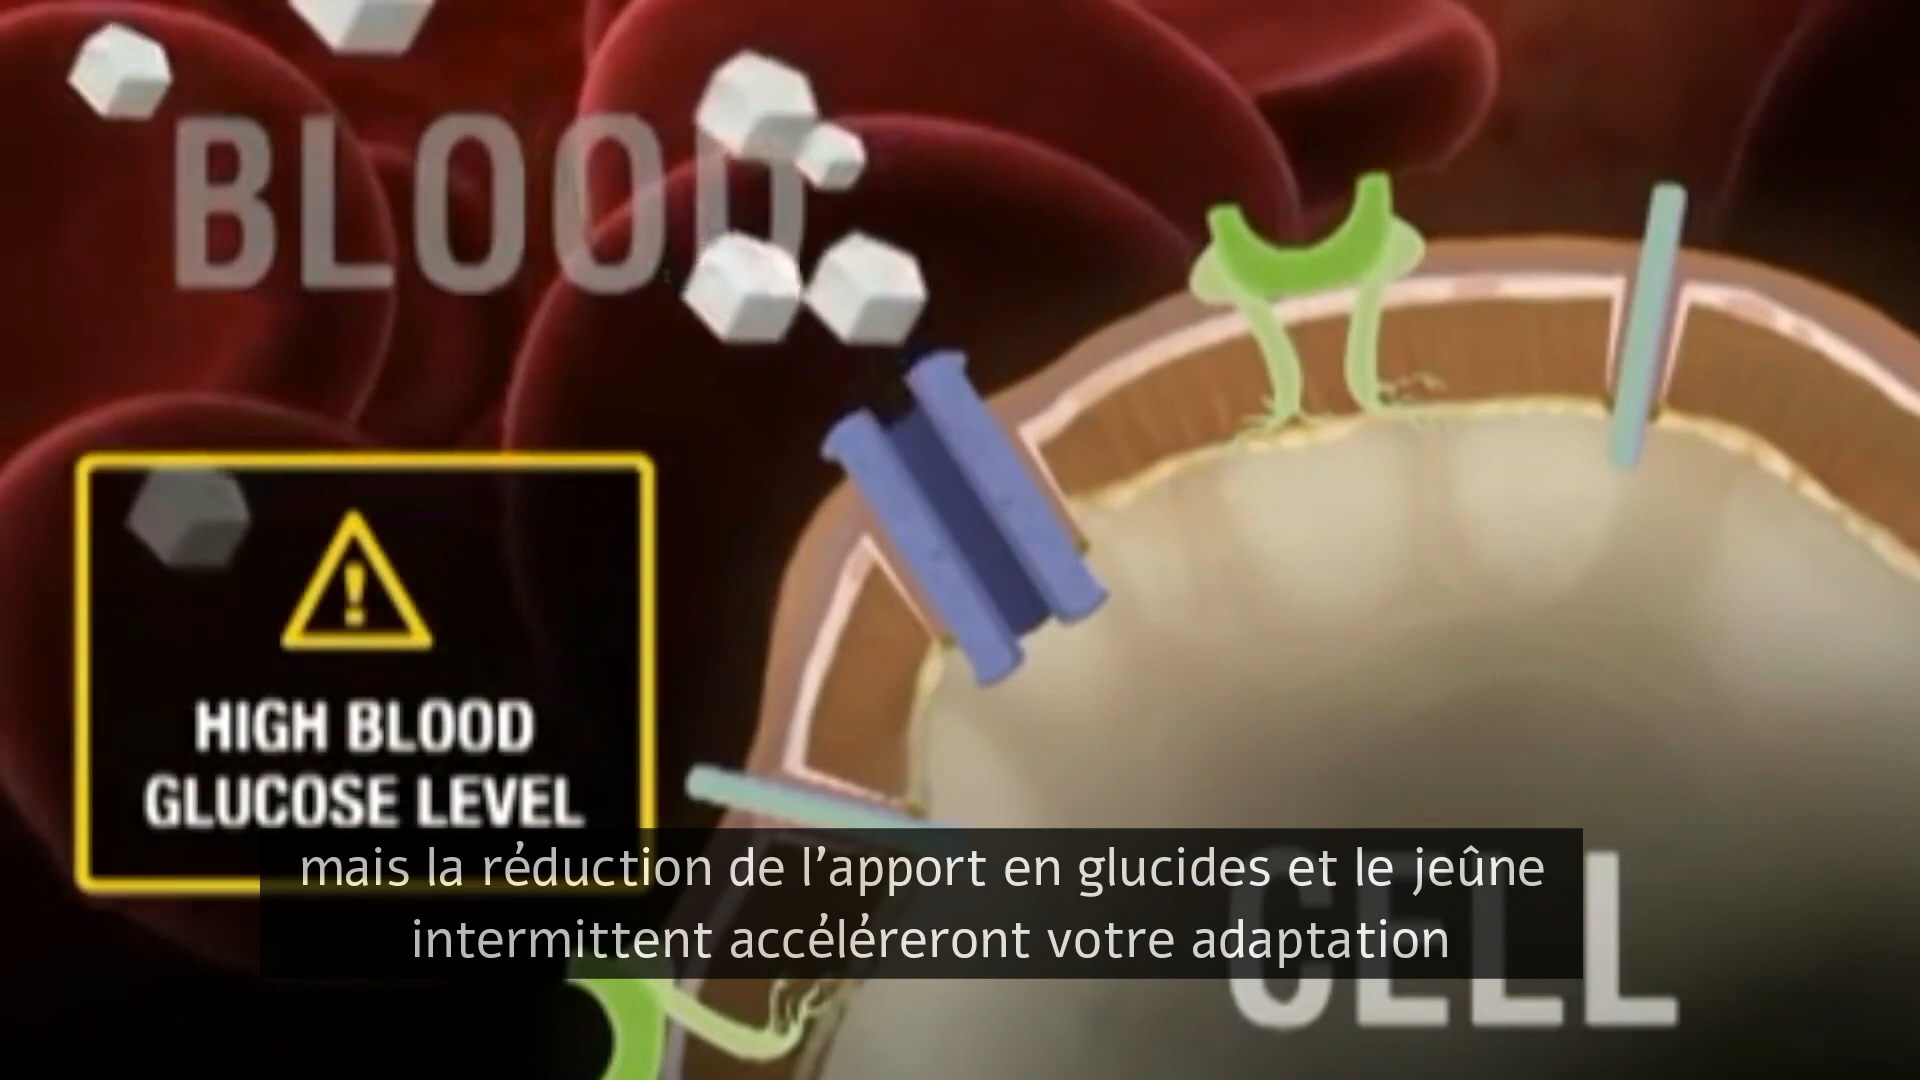 BLOOD
HIGH BLOOD
GLUCOSE LEVEL
mais la réduction de l’apport en glucides et le jeûne
intermittent accéléreront votre adaptation
CELL